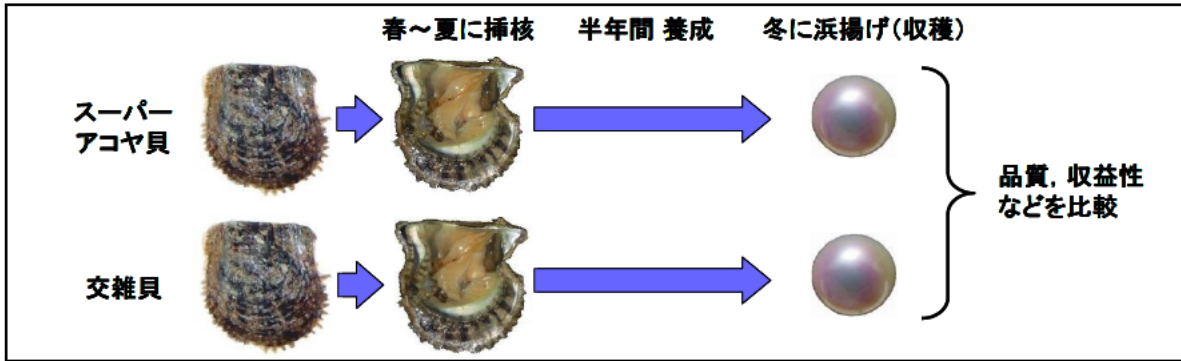 春～夏に挿核 半年間 養成 冬に浜揚げ(収穫)
スーパー
アコヤ貝
品質, 収益性
などを比較
交雑貝